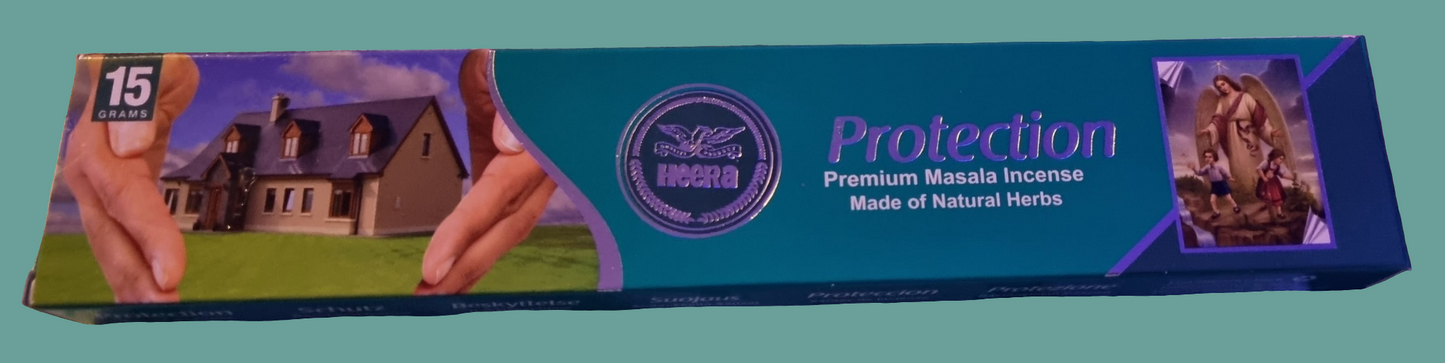 15
GRAMS
HEERA
Protection
Premium Masala Incense
Made of Natural Herbs
Protection Schutz Beskyttelse Suojaus Proteccion Protezione